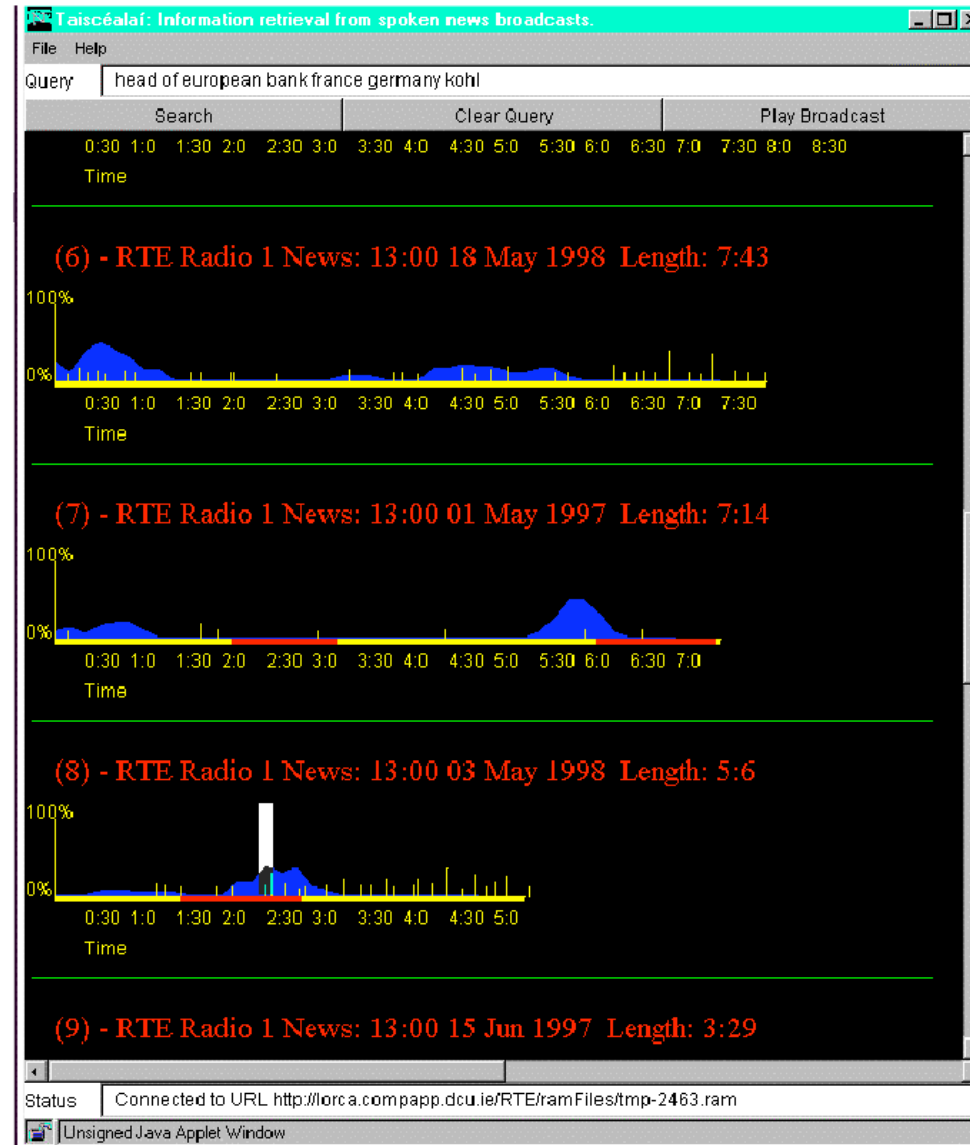 Taiscéalaí: Information retrieval from spoken news broadcasts.
File Help
Query head of european bank france germany kohl
Search Clear Query Play Broadcast
0:30 1:0 1:30 2:0 2:30 3:0 3:30 4:0 4:30 5:0 5:30 6:0 6:30 7:0 7:30 8:0 8:30
Time
(6) - RTE Radio 1 News: 13:00 18 May 1998 Length: 7:43
100%
0%
0:30 1:0 1:30 2:0 2:30 3:0 3:30 4:0 4:30 5:0 5:30 6:0 6:30 7:0 7:30
Time
(7) - RTE Radio 1 News: 13:00 01 May 1997 Length: 7:14
100%
0%
0:30 1:0 1:30 2:0 2:30 3:0 3:30 4:0 4:30 5:0 5:30 6:0 6:30 7:0
Time
(8) - RTE Radio 1 News: 13:00 03 May 1998 Length: 5:6
100%
0%
0:30 1:0 1:30 2:0 2:30 3:0 3:30 4:0 4:30 5:0
Time
(9) - RTE Radio 1 News: 13:00 15 Jun 1997 Length: 3:29
Status Connected to URL http://lorca.compapp.dcu.ie/RTE/ramFiles/tmp-2463.ram
Unsigned Java Applet Window